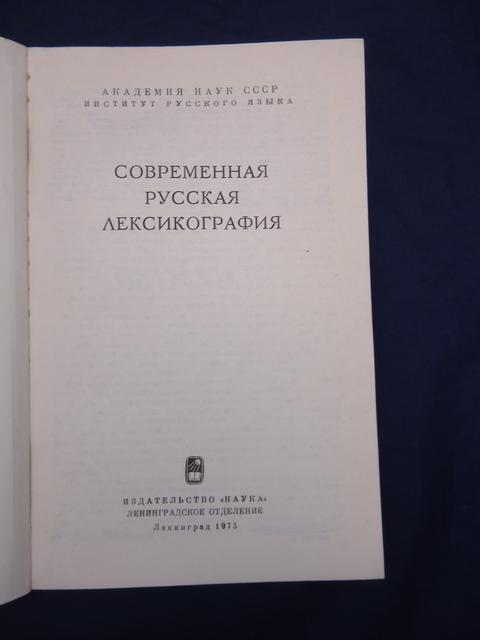 АКАДЕМИЯ НАУК СССР
ИНСТИТУТ РУССКОГО ЯЗЫКА
СОВРЕМЕННАЯ
РУССКАЯ
ЛЕКСИКОГРАФИЯ
ИЗДАТЕЛЬСТВО «НАУКА»
ЛЕНИНГРАДСКОЕ ОТДЕЛЕНИЕ
Ленинград 1975